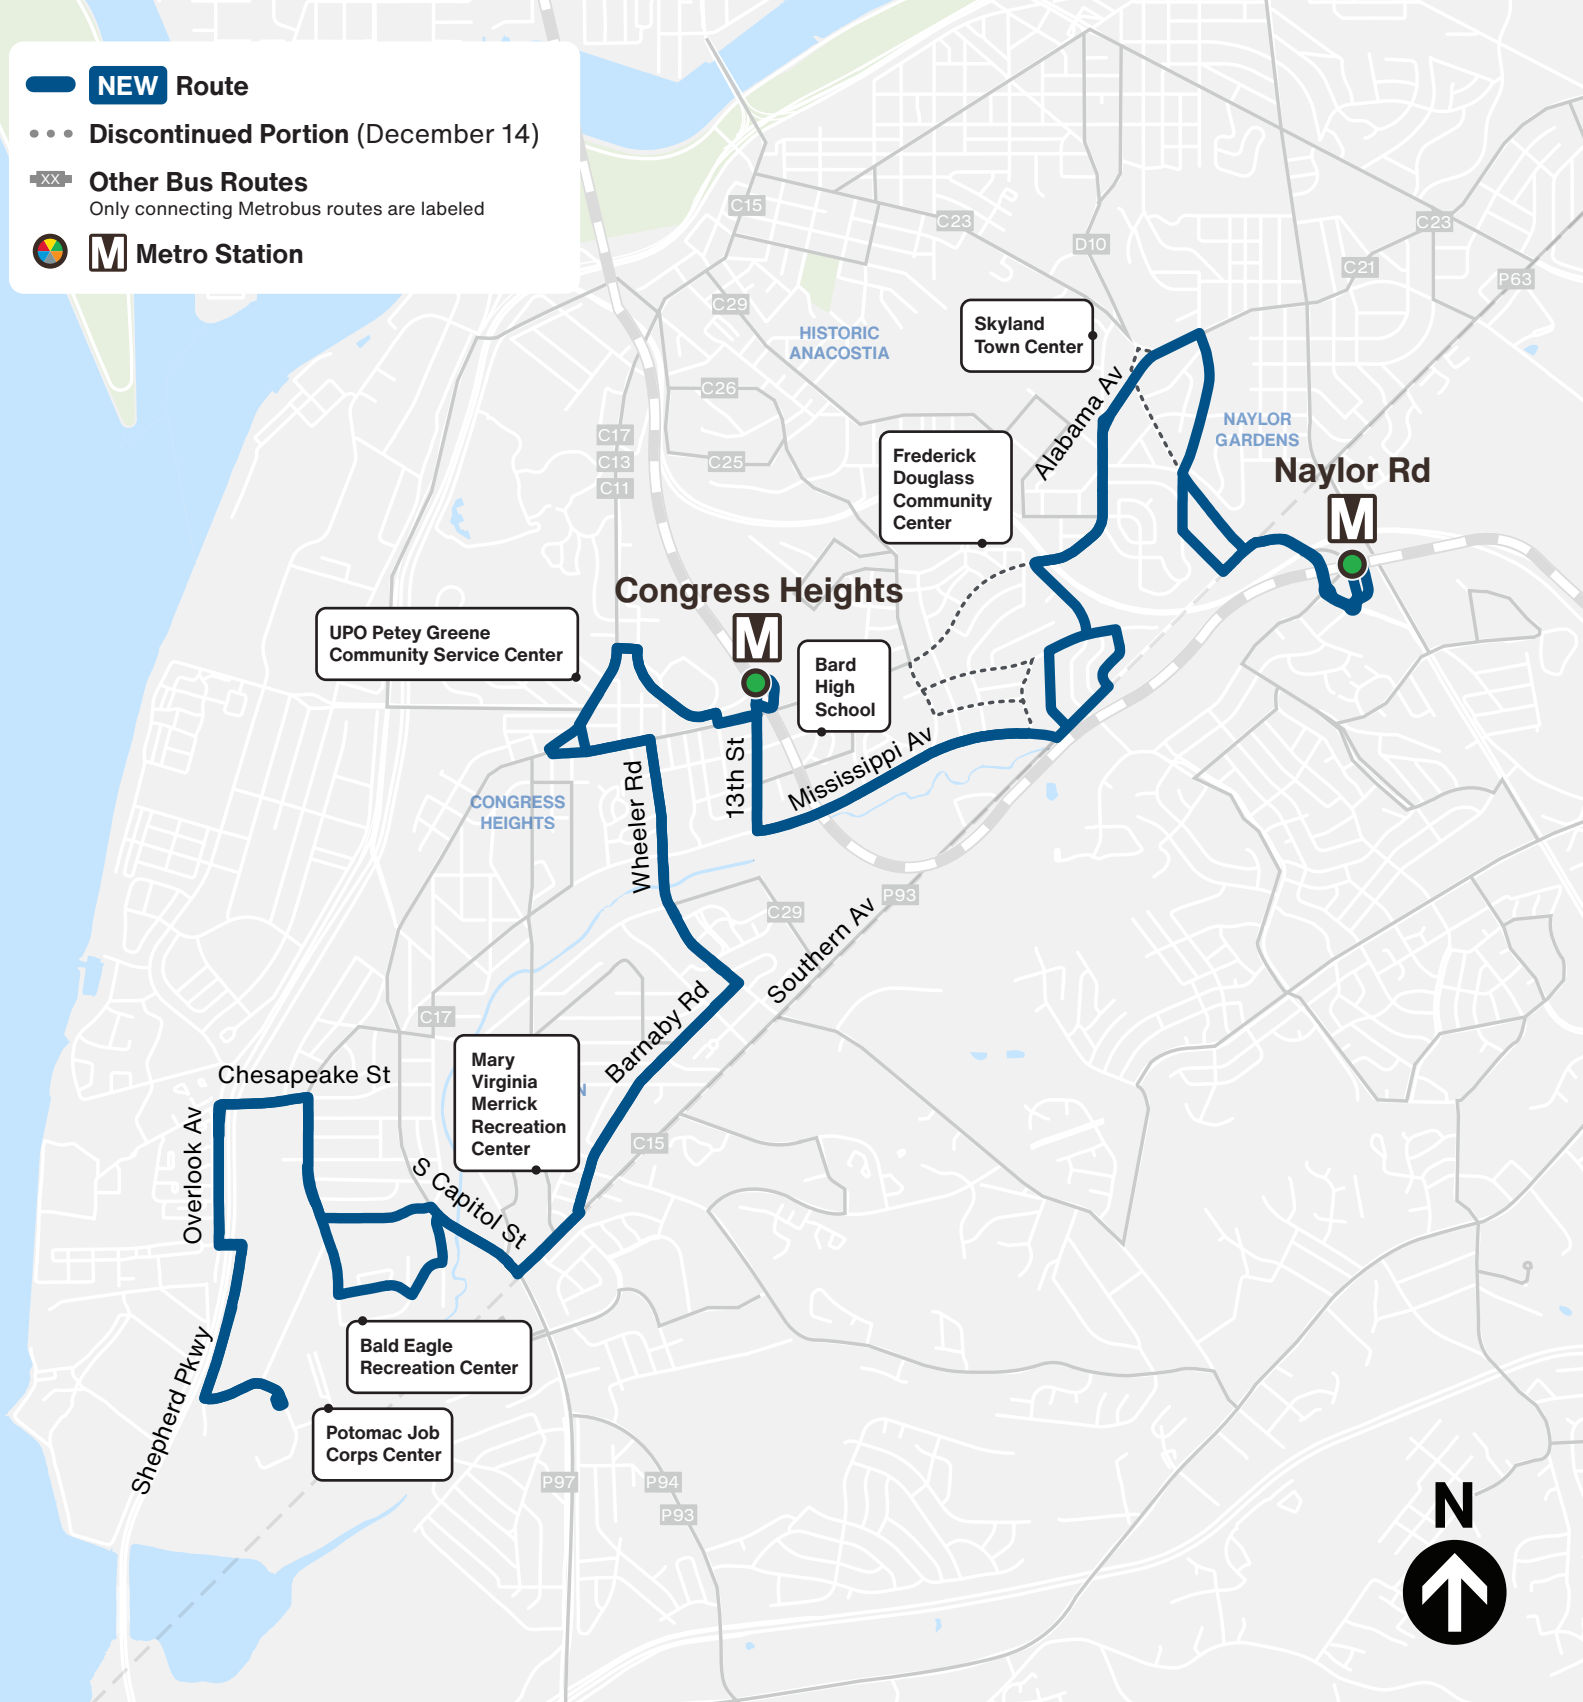 NEW Route
Discontinued Portion (December 14)
XX Other Bus Routes
Only connecting Metrobus routes are labeled
M Metro Station
C15
C23
D10
C23
C21
P63
C29
HISTORIC
ANACOSTIA
Skyland
Town Center
C26
Alabama Av
NAYLOR
GARDENS
C17
C13
C11
C25
Frederick
Douglass
Community
Center
Naylor Rd
M
Congress Heights
M
UPO Petey Greene
Community Service Center
Bard
High
School
13th St
Mississippi Av
Wheeler Rd
CONGRESS
HEIGHTS
P93
C29
Southern Av
C17
Barnaby Rd
Mary
Virginia
Merrick
Recreation
Center
N
Chesapeake St
Overlook Av
C15
S Capitol St
Bald Eagle
Recreation Center
Shepherd Pkwy
Potomac Job
Corps Center
P97
P94
P93
N